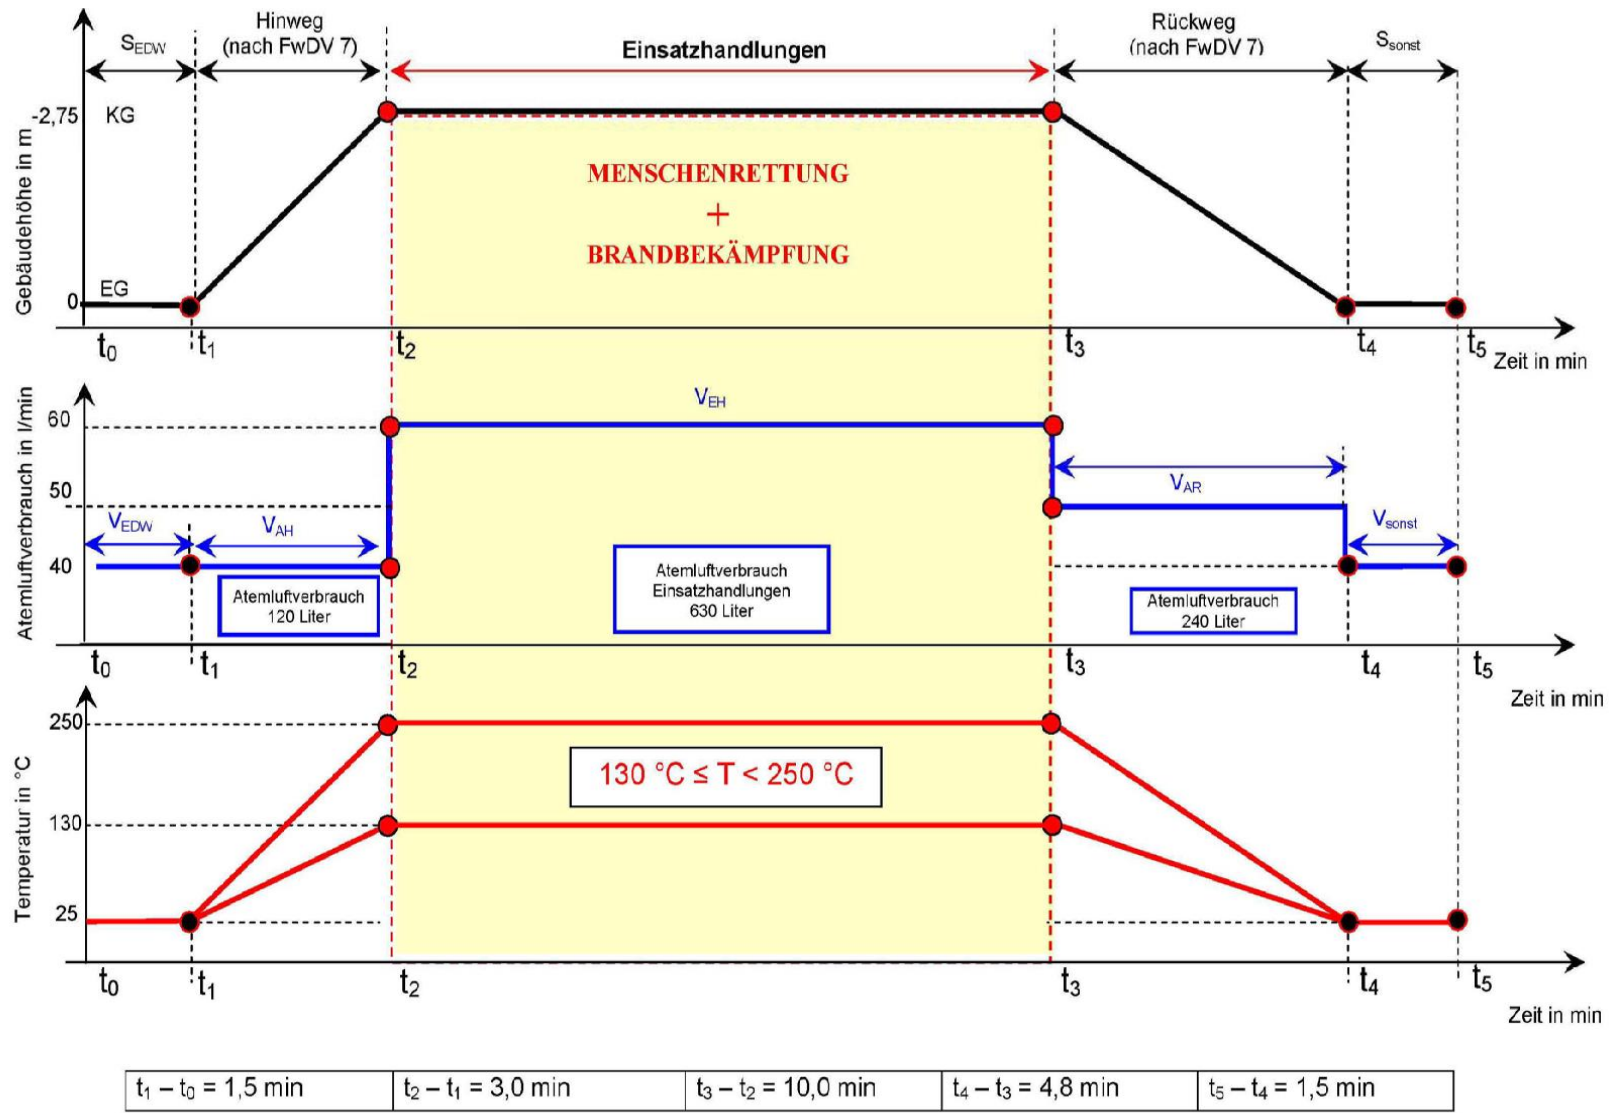 Hinweg
(nach FwDV 7)
Rückweg
(nach FwDV 7)
S_EDW
Einsatzhandlungen
S_sonst
Gebäudehöhe in m
-2,75
KG
MENSCHENRETTUNG
+
BRANDBEKÄMPFUNG
EG
0
t₀
t₁
t₂
t₃
t₄
t₅
Zeit in min
Atemluftverbrauch in l/min
60
50
40
V_EDW
V_AH
V_EH
V_AR
V_sonst
Atemluftverbrauch
120 Liter
Atemluftverbrauch
Einsatzhandlungen
630 Liter
Atemluftverbrauch
240 Liter
t₀
t₁
t₂
t₃
t₄
t₅
Zeit in min
Temperatur in °C
250
130
25
130 °C ≤ T < 250 °C
t₀
t₁
t₂
t₃
t₄
t₅
Zeit in min
t₁ – t₀ = 1,5 min
t₂ – t₁ = 3,0 min
t₃ – t₂ = 10,0 min
t₄ – t₃ = 4,8 min
t₅ – t₄ = 1,5 min